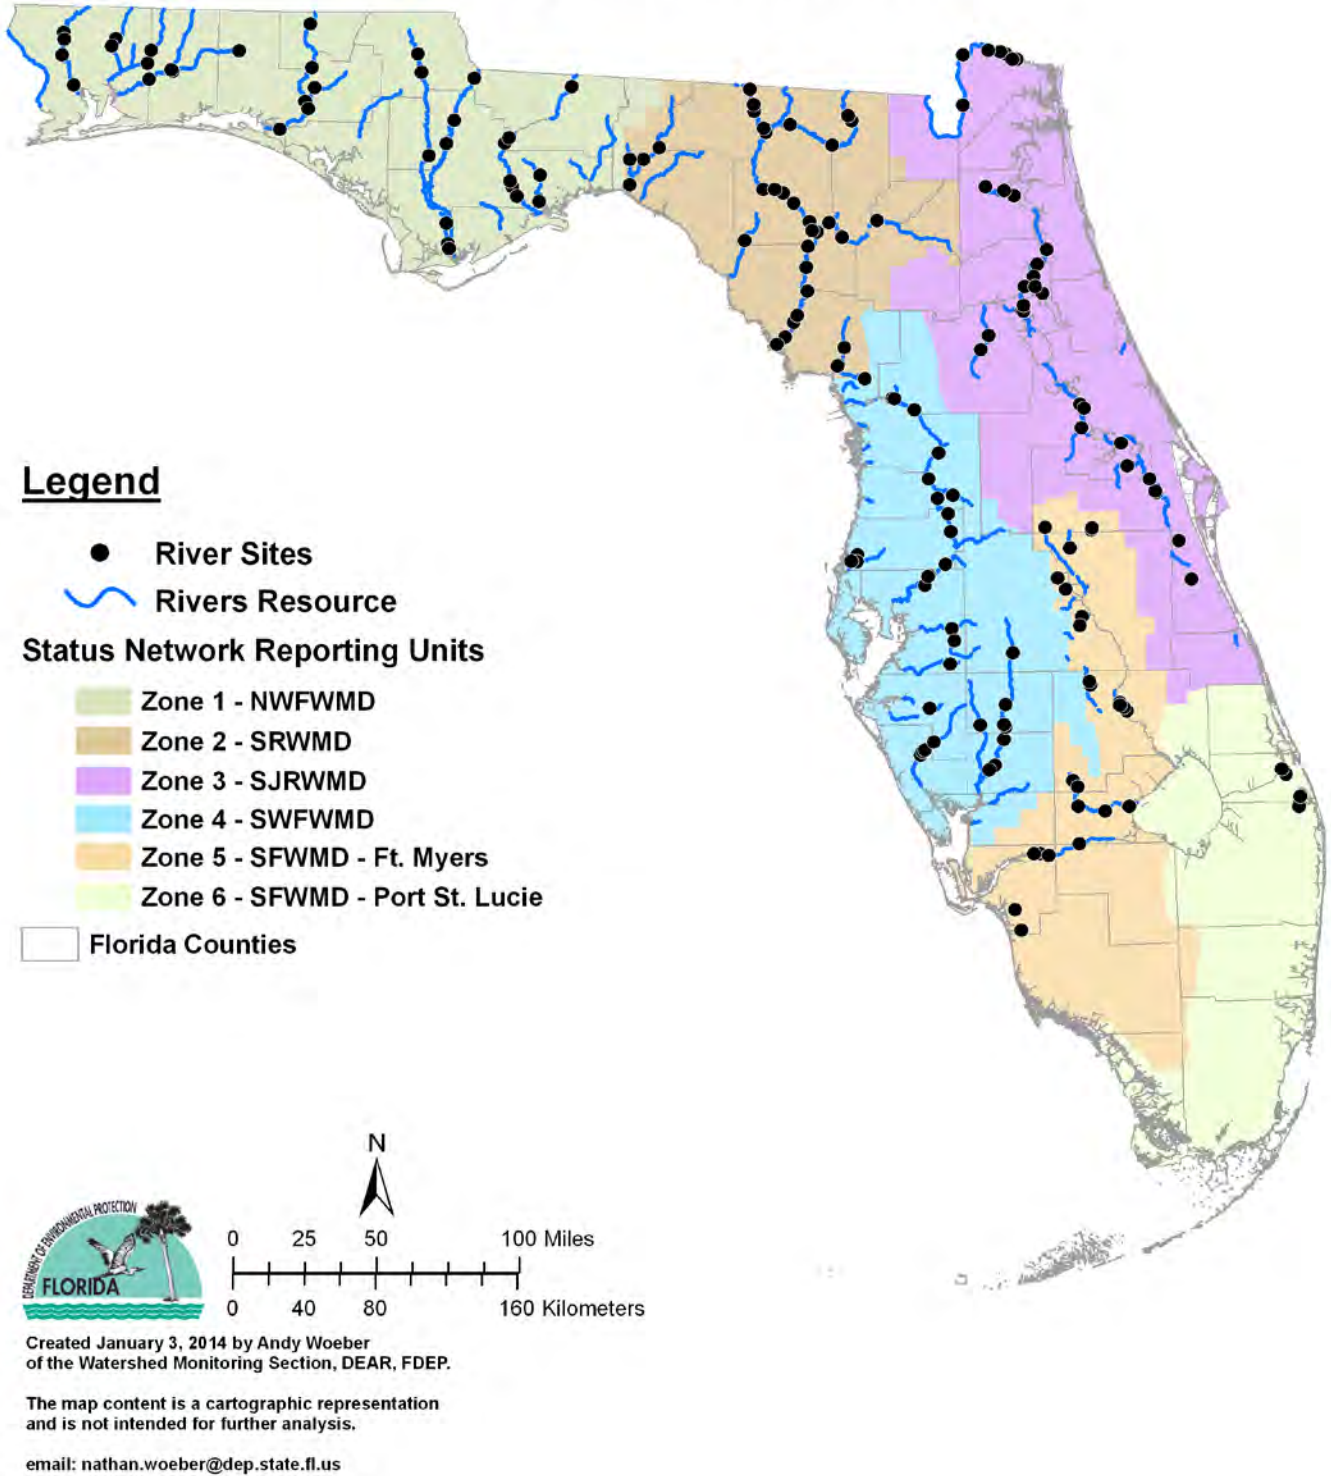 Legend
River Sites
Rivers Resource
Status Network Reporting Units
Zone 1 - NWFWMD
Zone 2 - SRWMD
Zone 3 - SJRWMD
Zone 4 - SWFWMD
Zone 5 - SFWMD - Ft. Myers
Zone 6 - SFWMD - Port St. Lucie
Florida Counties
N
DEPARTMENT OF ENVIRONMENTAL PROTECTION
FLORIDA
0 25 50 100 Miles
0 40 80 160 Kilometers
Created January 3, 2014 by Andy Woeber
of the Watershed Monitoring Section, DEAR, FDEP.
The map content is a cartographic representation
and is not intended for further analysis.
email: nathan.woeber@dep.state.fl.us